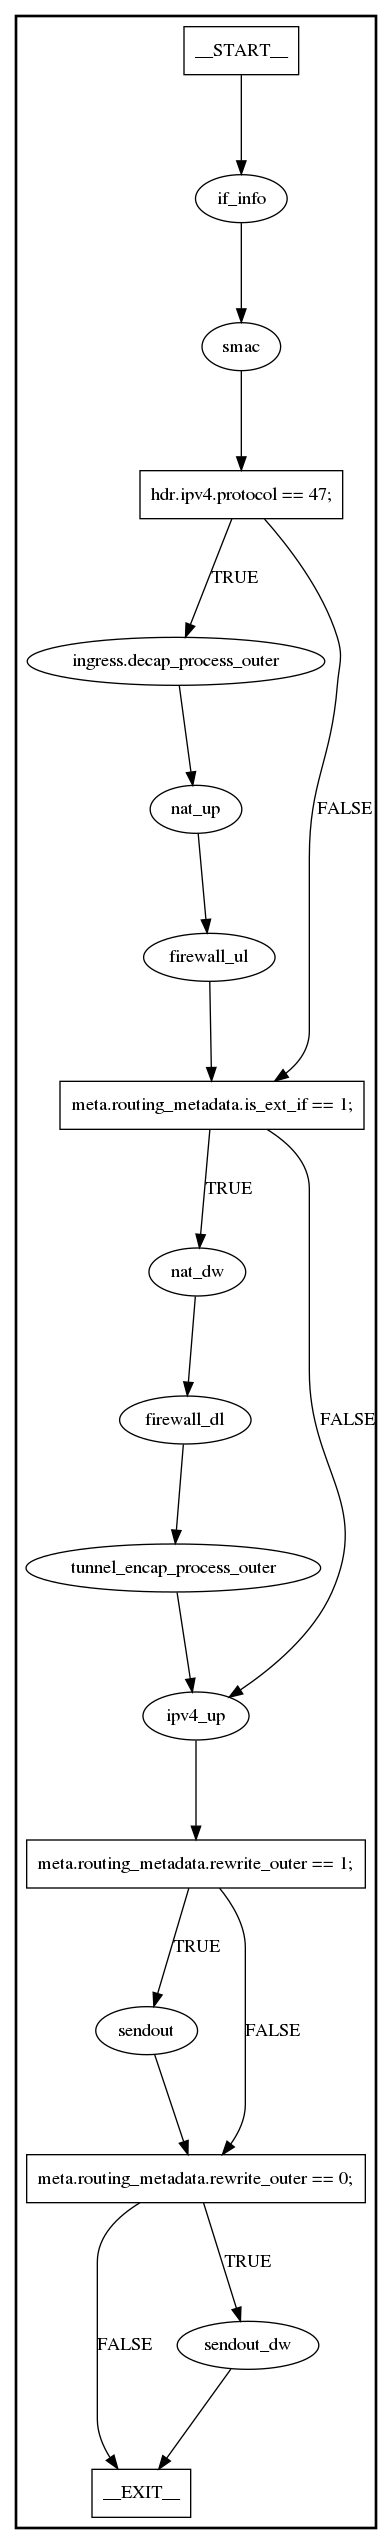 __START__
if_info
smac
hdr.ipv4.protocol == 47;
TRUE
ingress.decap_process_outer
nat_up
FALSE
firewall_ul
meta.routing_metadata.is_ext_if == 1;
TRUE
nat_dw
firewall_dl
FALSE
tunnel_encap_process_outer
ipv4_up
meta.routing_metadata.rewrite_outer == 1;
TRUE
sendout
FALSE
meta.routing_metadata.rewrite_outer == 0;
TRUE
FALSE
sendout_dw
__EXIT__